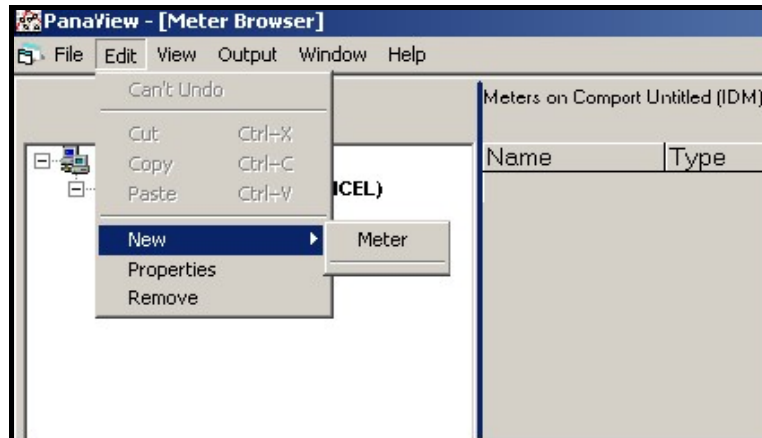 PanaView - [Meter Browser]
File Edit View Output Window Help
Can't Undo
Meters on Comport Untitled (IDM)
Cut Ctrl+X
Name Type
Copy Ctrl+C
Paste Ctrl+V
ICEL)
New
Meter
Properties
Remove